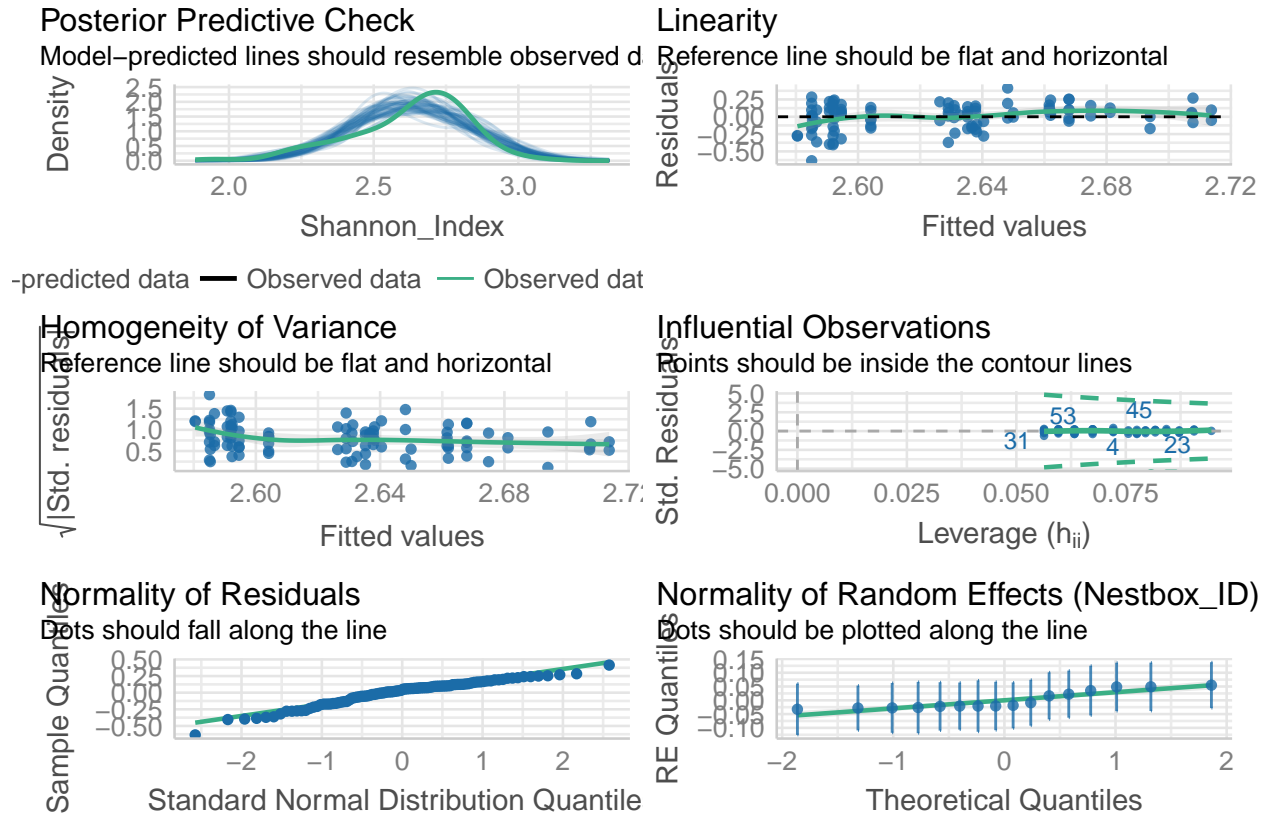 Posterior Predictive Check
Model−predicted lines should resemble observed d
Density
2.5
2.0
1.5
1.0
0.5
0.0
2.0 2.5 3.0
Shannon_Index
-predicted data Observed data Observed dat
Linearity
Reference line should be flat and horizontal
Residuals
0.25
0.00
−0.25
−0.50
2.60 2.64 2.68 2.72
Fitted values
Homogeneity of Variance
Reference line should be flat and horizontal
√|Std. residuals|
1.5
1.0
0.5
2.60 2.64 2.68 2.72
Fitted values
Influential Observations
Points should be inside the contour lines
Std. Residuals
5.0
2.5
0.0
−2.5
−5.0
53 45
31 4 23
0.000 0.025 0.050 0.075
Leverage (hii)
Normality of Residuals
Dots should fall along the line
Sample Quantiles
0.50
0.25
0.00
−0.25
−0.50
−2 −1 0 1 2
Standard Normal Distribution Quantile
Normality of Random Effects (Nestbox_ID)
Dots should be plotted along the line
RE Quantiles
0.15
0.10
0.05
0.00
−0.05
−0.10
−2 −1 0 1 2
Theoretical Quantiles